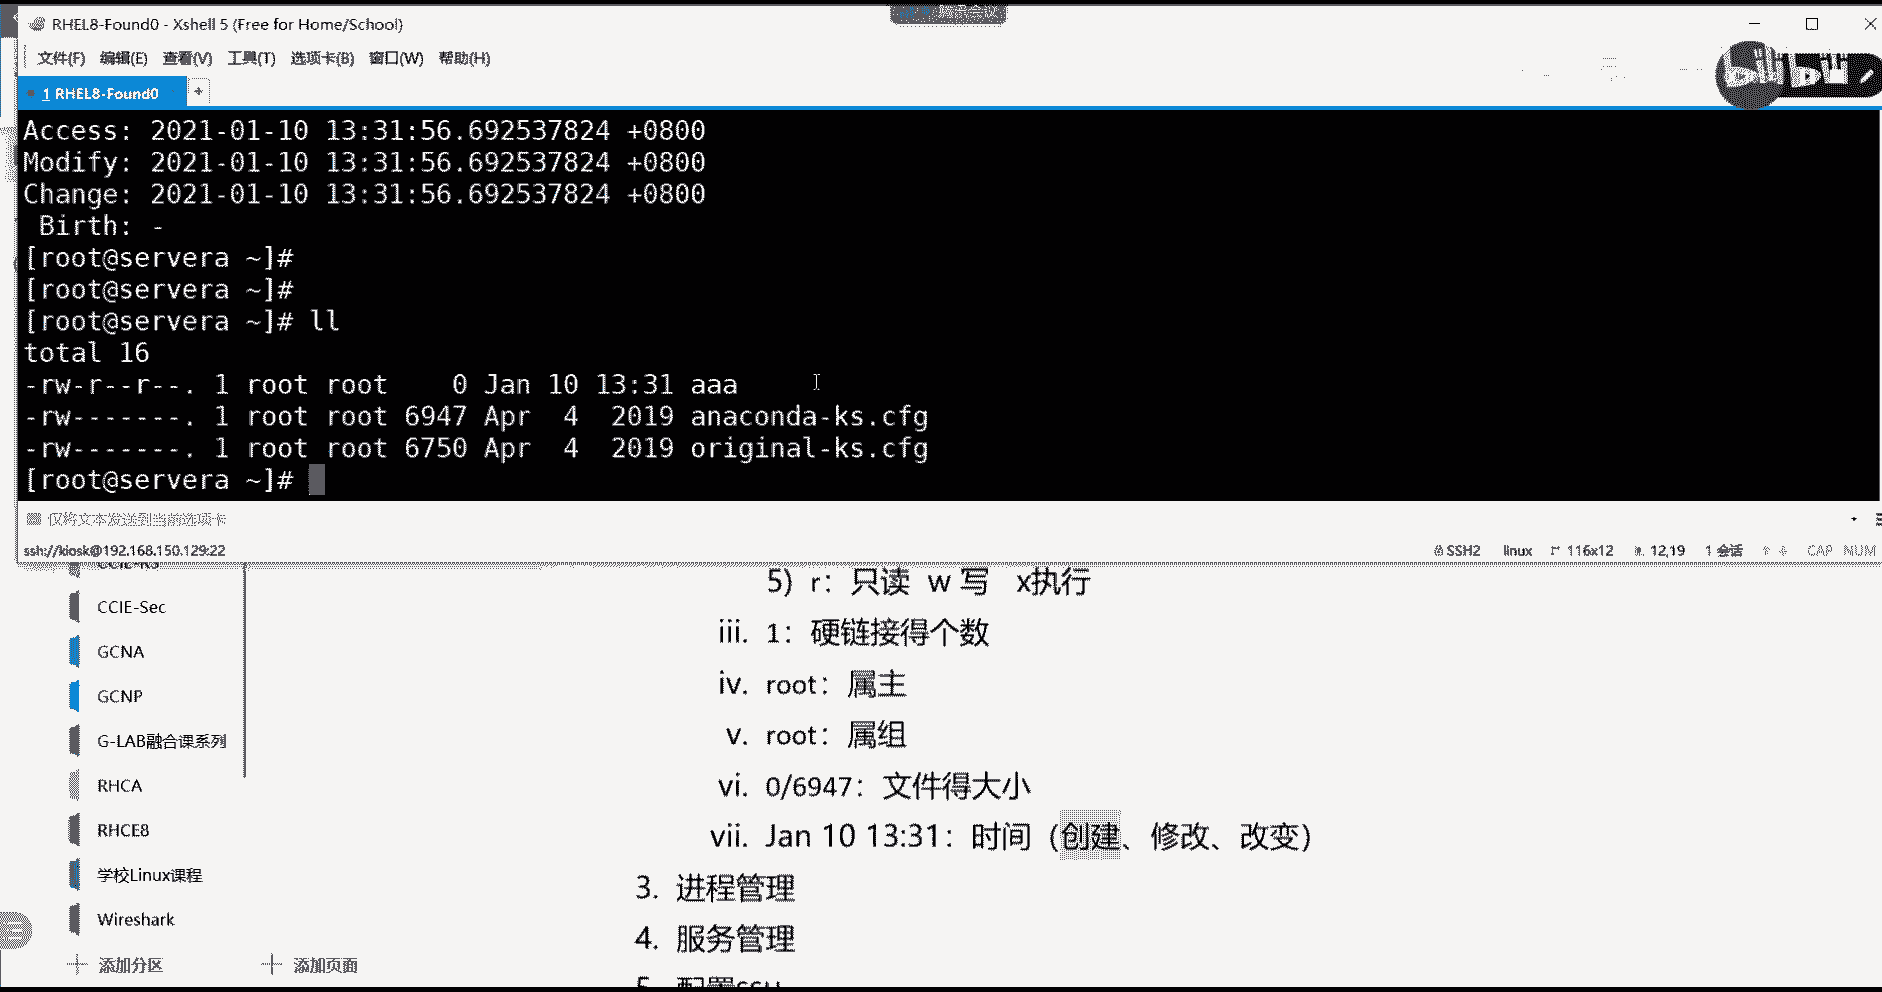 RHEL8-Found0 - Xshell 5 (Free for Home/School)
文件(F) 编辑(E) 查看(V) 工具(T) 选项卡(B) 窗口(W) 帮助(H)
1 RHEL8-Found0 +
Access: 2021-01-10 13:31:56.692537824 +0800
Modify: 2021-01-10 13:31:56.692537824 +0800
Change: 2021-01-10 13:31:56.692537824 +0800
Birth: -
[root@servera ~]#
[root@servera ~]#
[root@servera ~]# ll
total 16
-rw-r--r--. 1 root root 0 Jan 10 13:31 aaa
-rw-------. 1 root root 6947 Apr 4 2019 anaconda-ks.cfg
-rw-------. 1 root root 6750 Apr 4 2019 original-ks.cfg
[root@servera ~]#
仅将文本发送到当前选项卡
ssh://kiosk@192.168.150.129:22 SSH2 linux 116x12 12,19 1 会话 CAP NUM
CCIE-Sec
GCNA
GCNP
G-LAB融合课系列
RHCA
RHCE8
学校Linux课程
Wireshark
添加分区
添加页面
5) r：只读 w 写 x执行
iii. 1：硬链接得个数
iv. root：属主
v. root：属组
vi. 0/6947：文件得大小
vii. Jan 10 13:31：时间（创建、修改、改变）
3. 进程管理
4. 服务管理